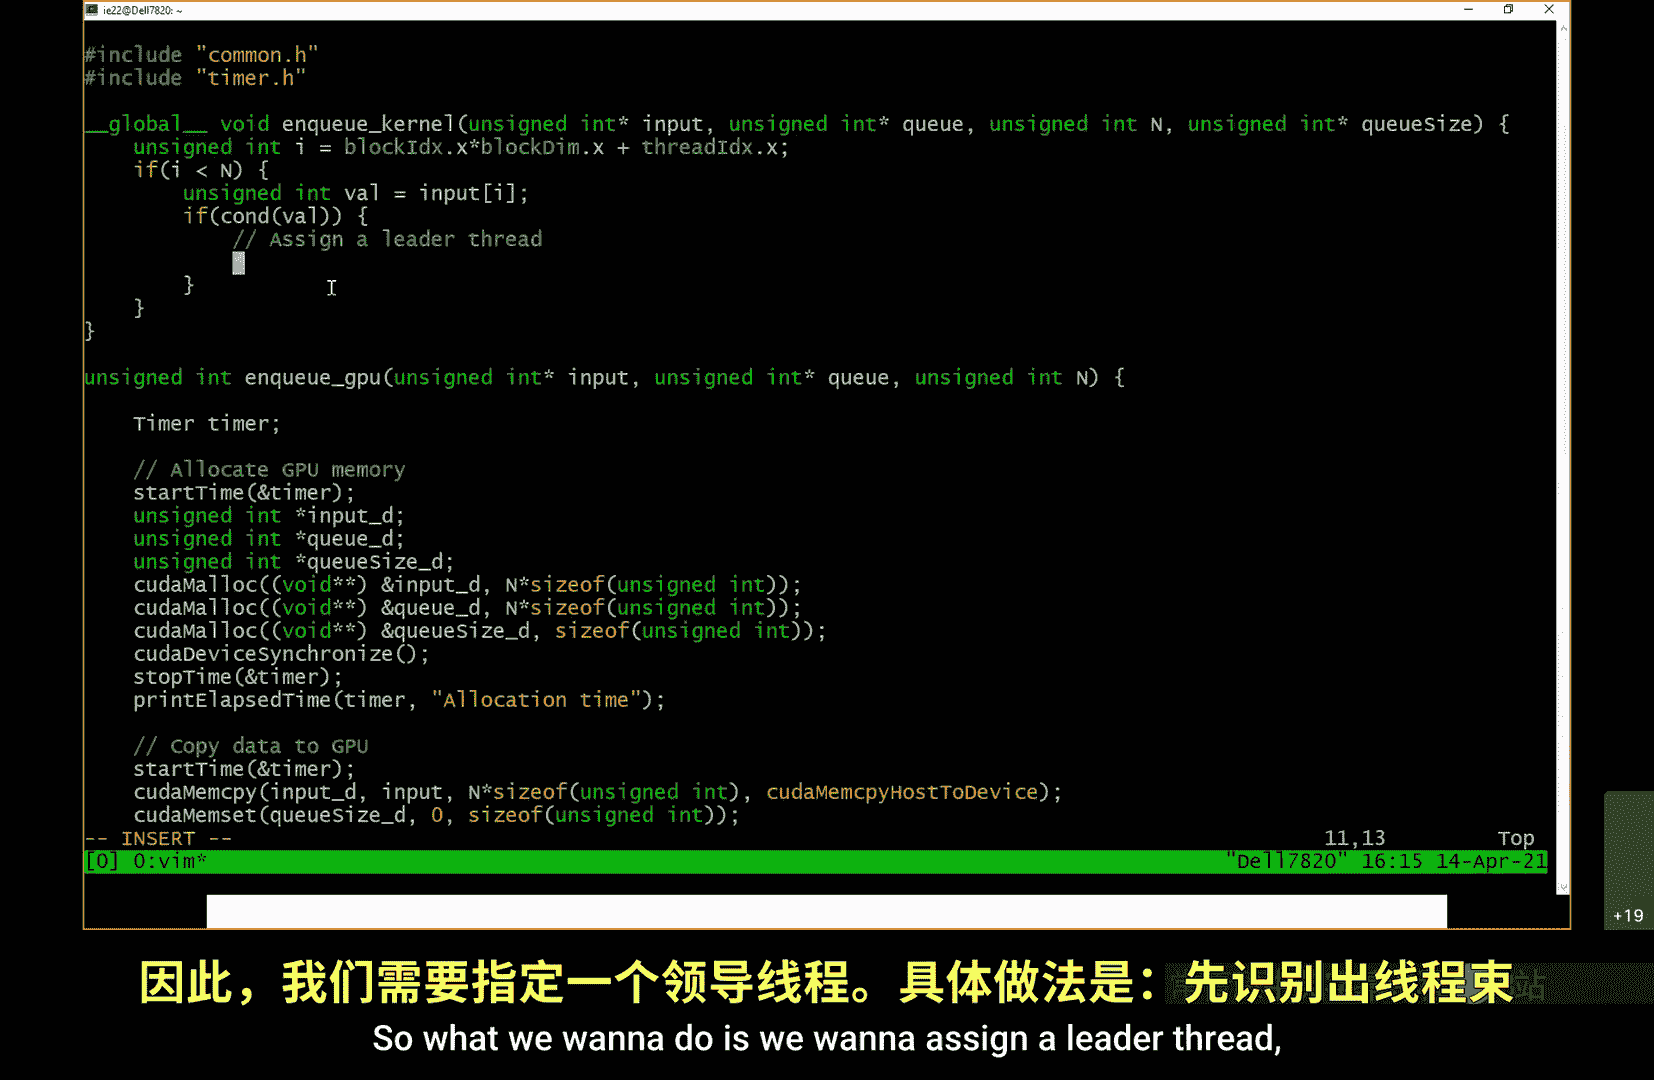 ie22@Dell7820: ~
#include "common.h"
#include "timer.h"
__global__ void enqueue_kernel(unsigned int* input, unsigned int* queue, unsigned int N, unsigned int* queueSize) {
unsigned int i = blockIdx.x*blockDim.x + threadIdx.x;
if(i < N) {
unsigned int val = input[i];
if(cond(val)) {
// Assign a leader thread
}
}
}
unsigned int enqueue_gpu(unsigned int* input, unsigned int* queue, unsigned int N) {
Timer timer;
// Allocate GPU memory
startTime(&timer);
unsigned int *input_d;
unsigned int *queue_d;
unsigned int *queueSize_d;
cudaMalloc((void**) &input_d, N*sizeof(unsigned int));
cudaMalloc((void**) &queue_d, N*sizeof(unsigned int));
cudaMalloc((void**) &queueSize_d, sizeof(unsigned int));
cudaDeviceSynchronize();
stopTime(&timer);
printElapsedTime(timer, "Allocation time");
// Copy data to GPU
startTime(&timer);
cudaMemcpy(input_d, input, N*sizeof(unsigned int), cudaMemcpyHostToDevice);
cudaMemset(queueSize_d, 0, sizeof(unsigned int));
-- INSERT -- 11,13 Top
[0] 0:vim* "Dell7820" 16:15 14-Apr-21
+19
因此，我们需要指定一个领导线程。具体做法是：先识别出线程束
So what we wanna do is we wanna assign a leader thread,